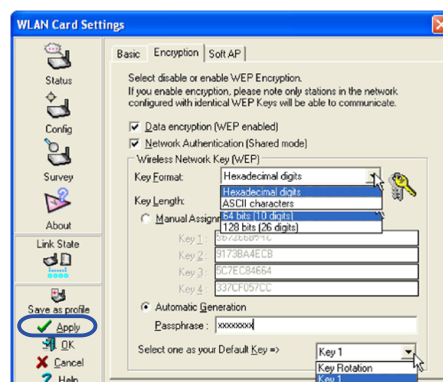 WLAN Card Settings
Basic
Encryption
Soft AP
Status
Config
Survey
About
Link State
Save as profile
Apply
OK
Cancel
Help
Select disable or enable WEP Encryption.
If you enable encryption, please note only stations in the network
configured with identical WEP Keys will be able to communicate.
Data encryption (WEP enabled)
Network Authentication (Shared mode)
Wireless Network Key (WEP)
Key Format:
Hexadecimal digits
Hexadecimal digits
ASCII characters
Key Length:
64 bits (10 digits)
128 bits (26 digits)
Manual
Key 1:
Key 2: 9173BA4ECB
Key 3: 5C7EC84664
Key 4: 337CF057CC
Automatic Generation
Passphrase: xxxxxxxx
Select one as your Default Key =>
Key 1
Key Rotation
Key 1